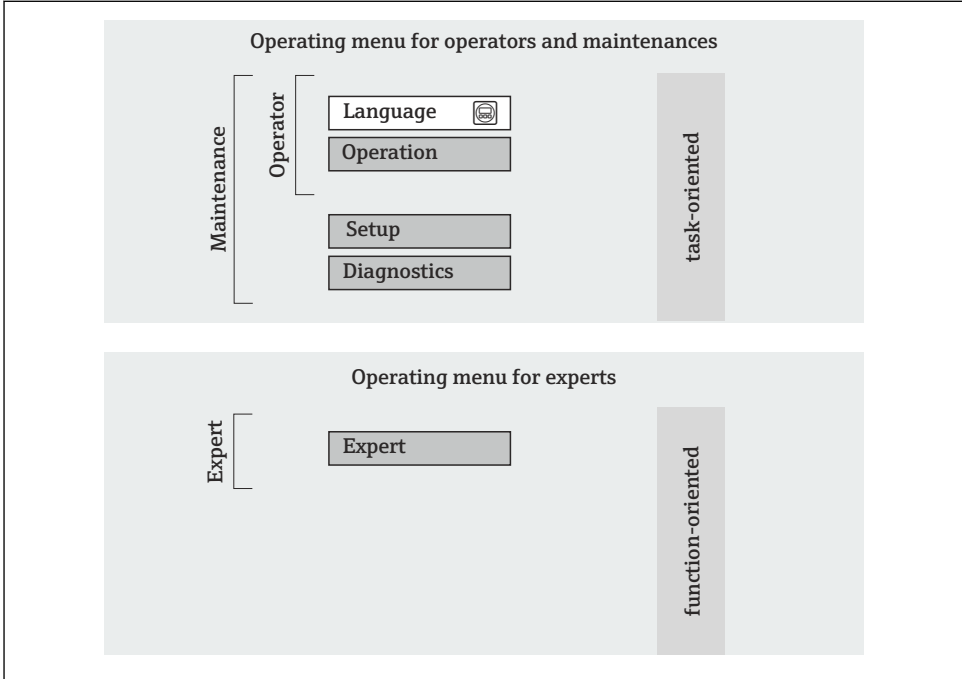 Operating menu for operators and maintenances
Maintenance
Operator
Language
Operation
Setup
Diagnostics
task-oriented
Operating menu for experts
Expert
Expert
function-oriented